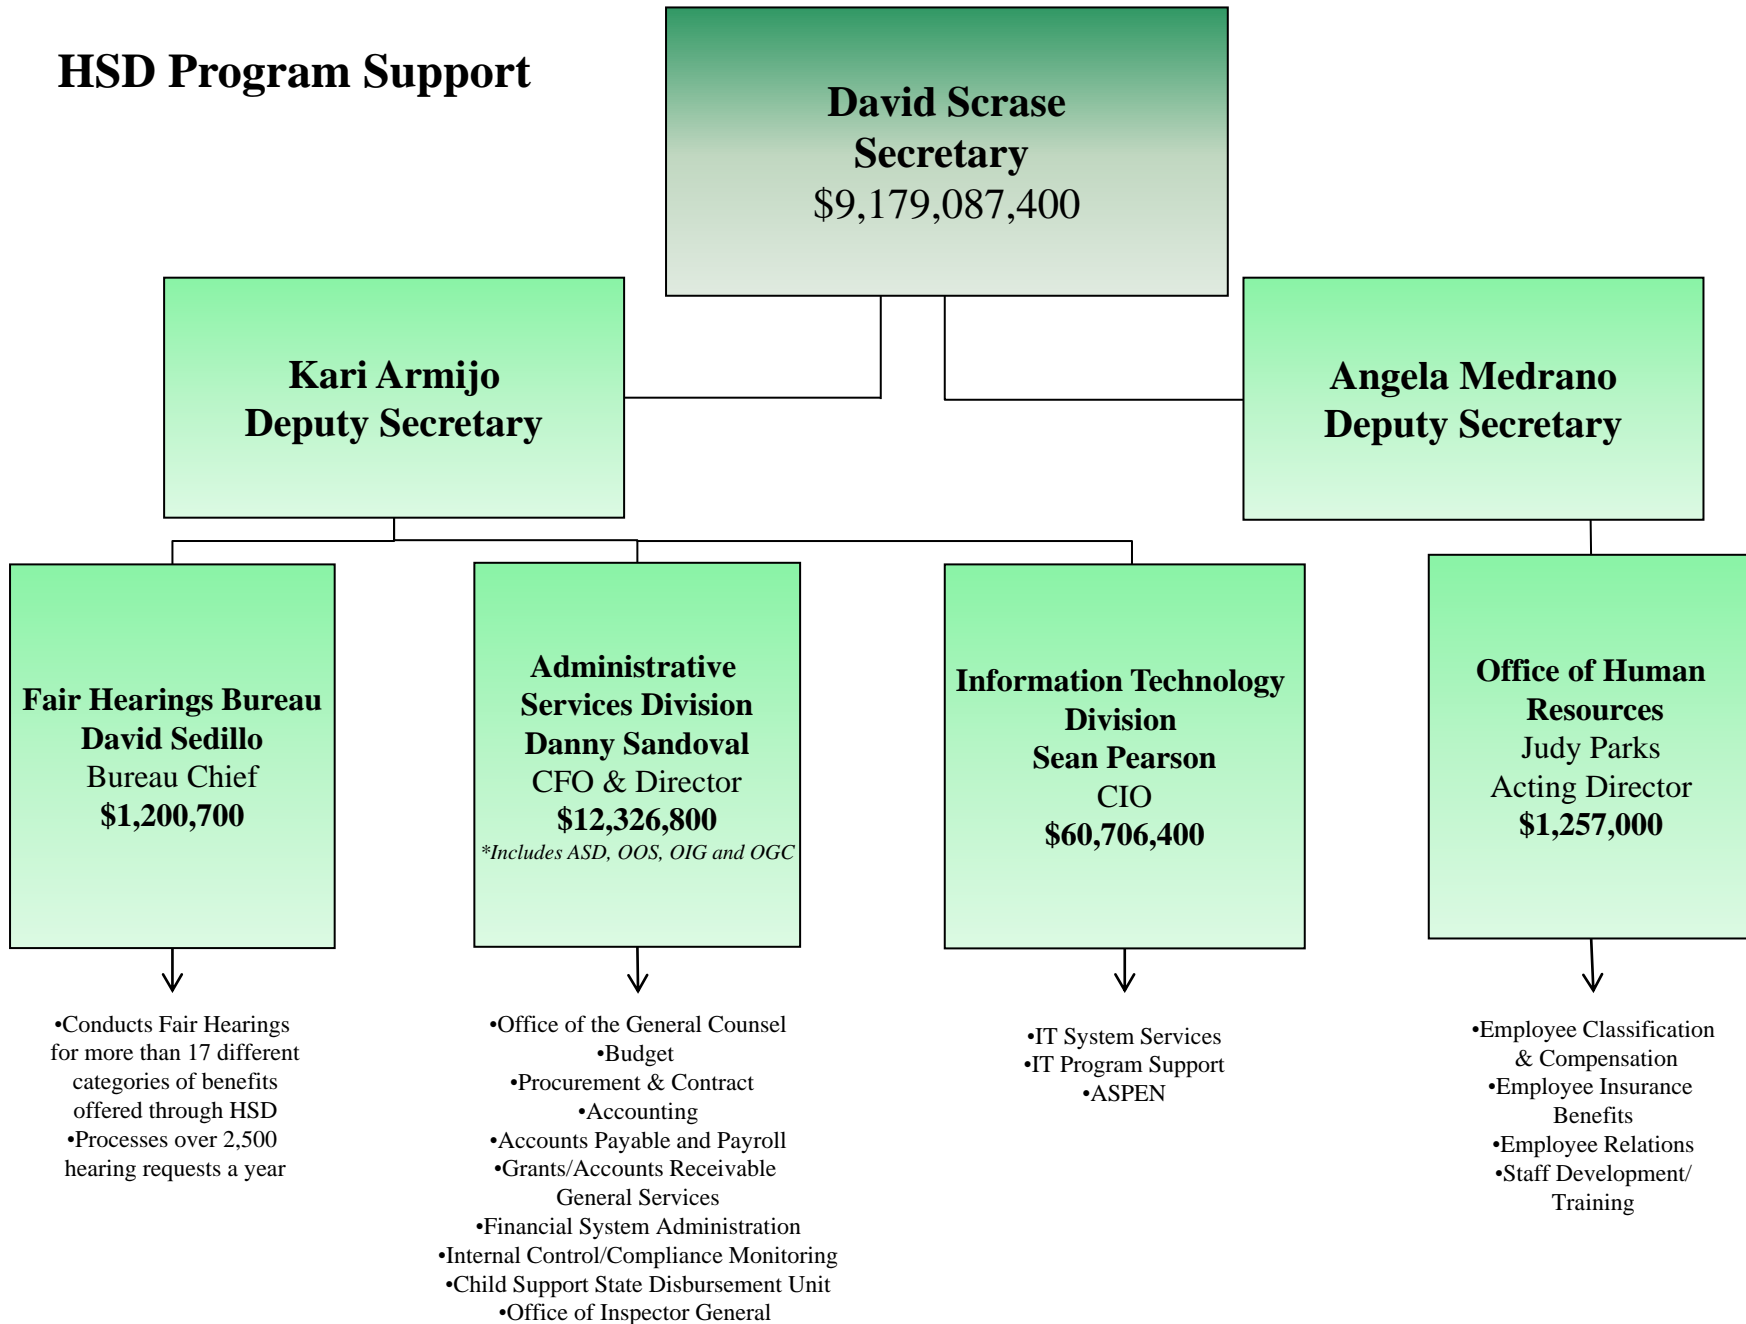 HSD Program Support
David Scrase
Secretary
$9,179,087,400
Kari Armijo
Deputy Secretary
Angela Medrano
Deputy Secretary
Fair Hearings Bureau
David Sedillo
Bureau Chief
$1,200,700
Administrative
Services Division
Danny Sandoval
CFO & Director
$12,326,800
*Includes ASD, OOS, OIG and OGC
Information Technology
Division
Sean Pearson
CIO
$60,706,400
Office of Human
Resources
Judy Parks
Acting Director
$1,257,000
•Conducts Fair Hearings
for more than 17 different
categories of benefits
offered through HSD
•Processes over 2,500
hearing requests a year
•Office of the General Counsel
•Budget
•Procurement & Contract
•Accounting
•Accounts Payable and Payroll
•Grants/Accounts Receivable
General Services
•Financial System Administration
•Internal Control/Compliance Monitoring
•Child Support State Disbursement Unit
•Office of Inspector General
•IT System Services
•IT Program Support
•ASPEN
•Employee Classification
& Compensation
•Employee Insurance
Benefits
•Employee Relations
•Staff Development/
Training